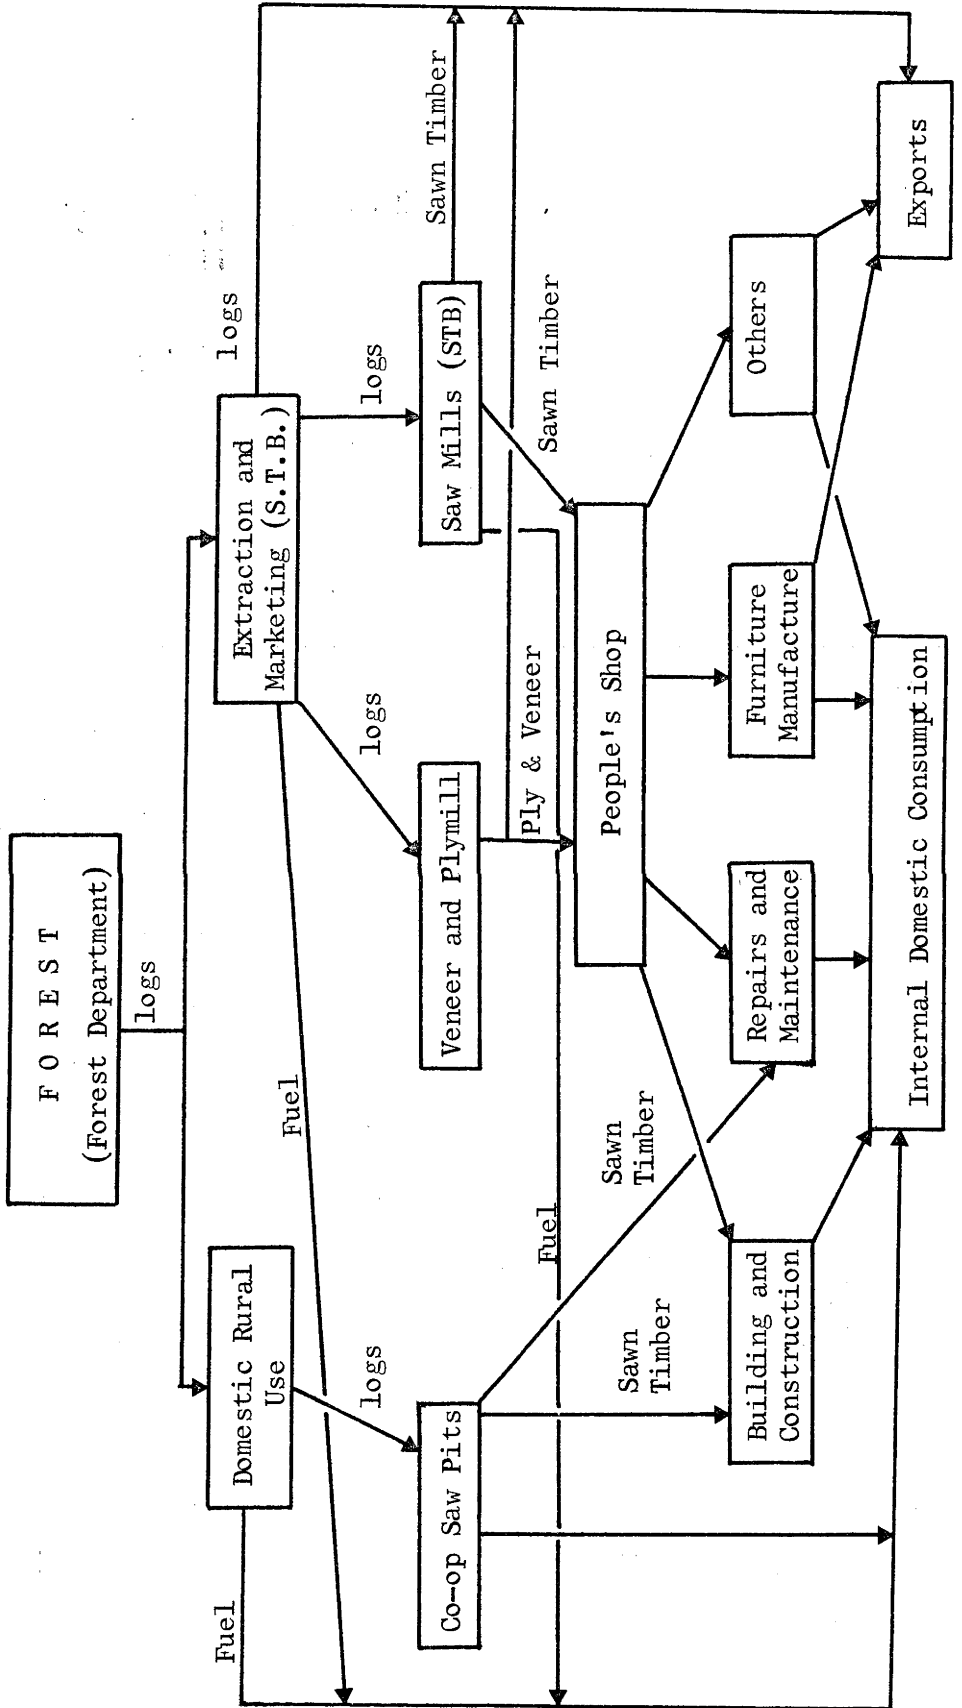 F O R E S T
(Forest Department)
logs
Domestic Rural
Use
Extraction and
Marketing (S.T.B.)
Fuel
Fuel
logs
logs
logs
logs
Co-op Saw Pits
Veneer and Plymill
Saw Mills (STB)
Sawn Timber
Fuel
Ply & Veneer
Sawn Timber
People's Shop
Sawn
Timber
Sawn
Timber
Building and
Construction
Repairs and
Maintenance
Furniture
Manufacture
Others
Internal Domestic Consumption
Exports